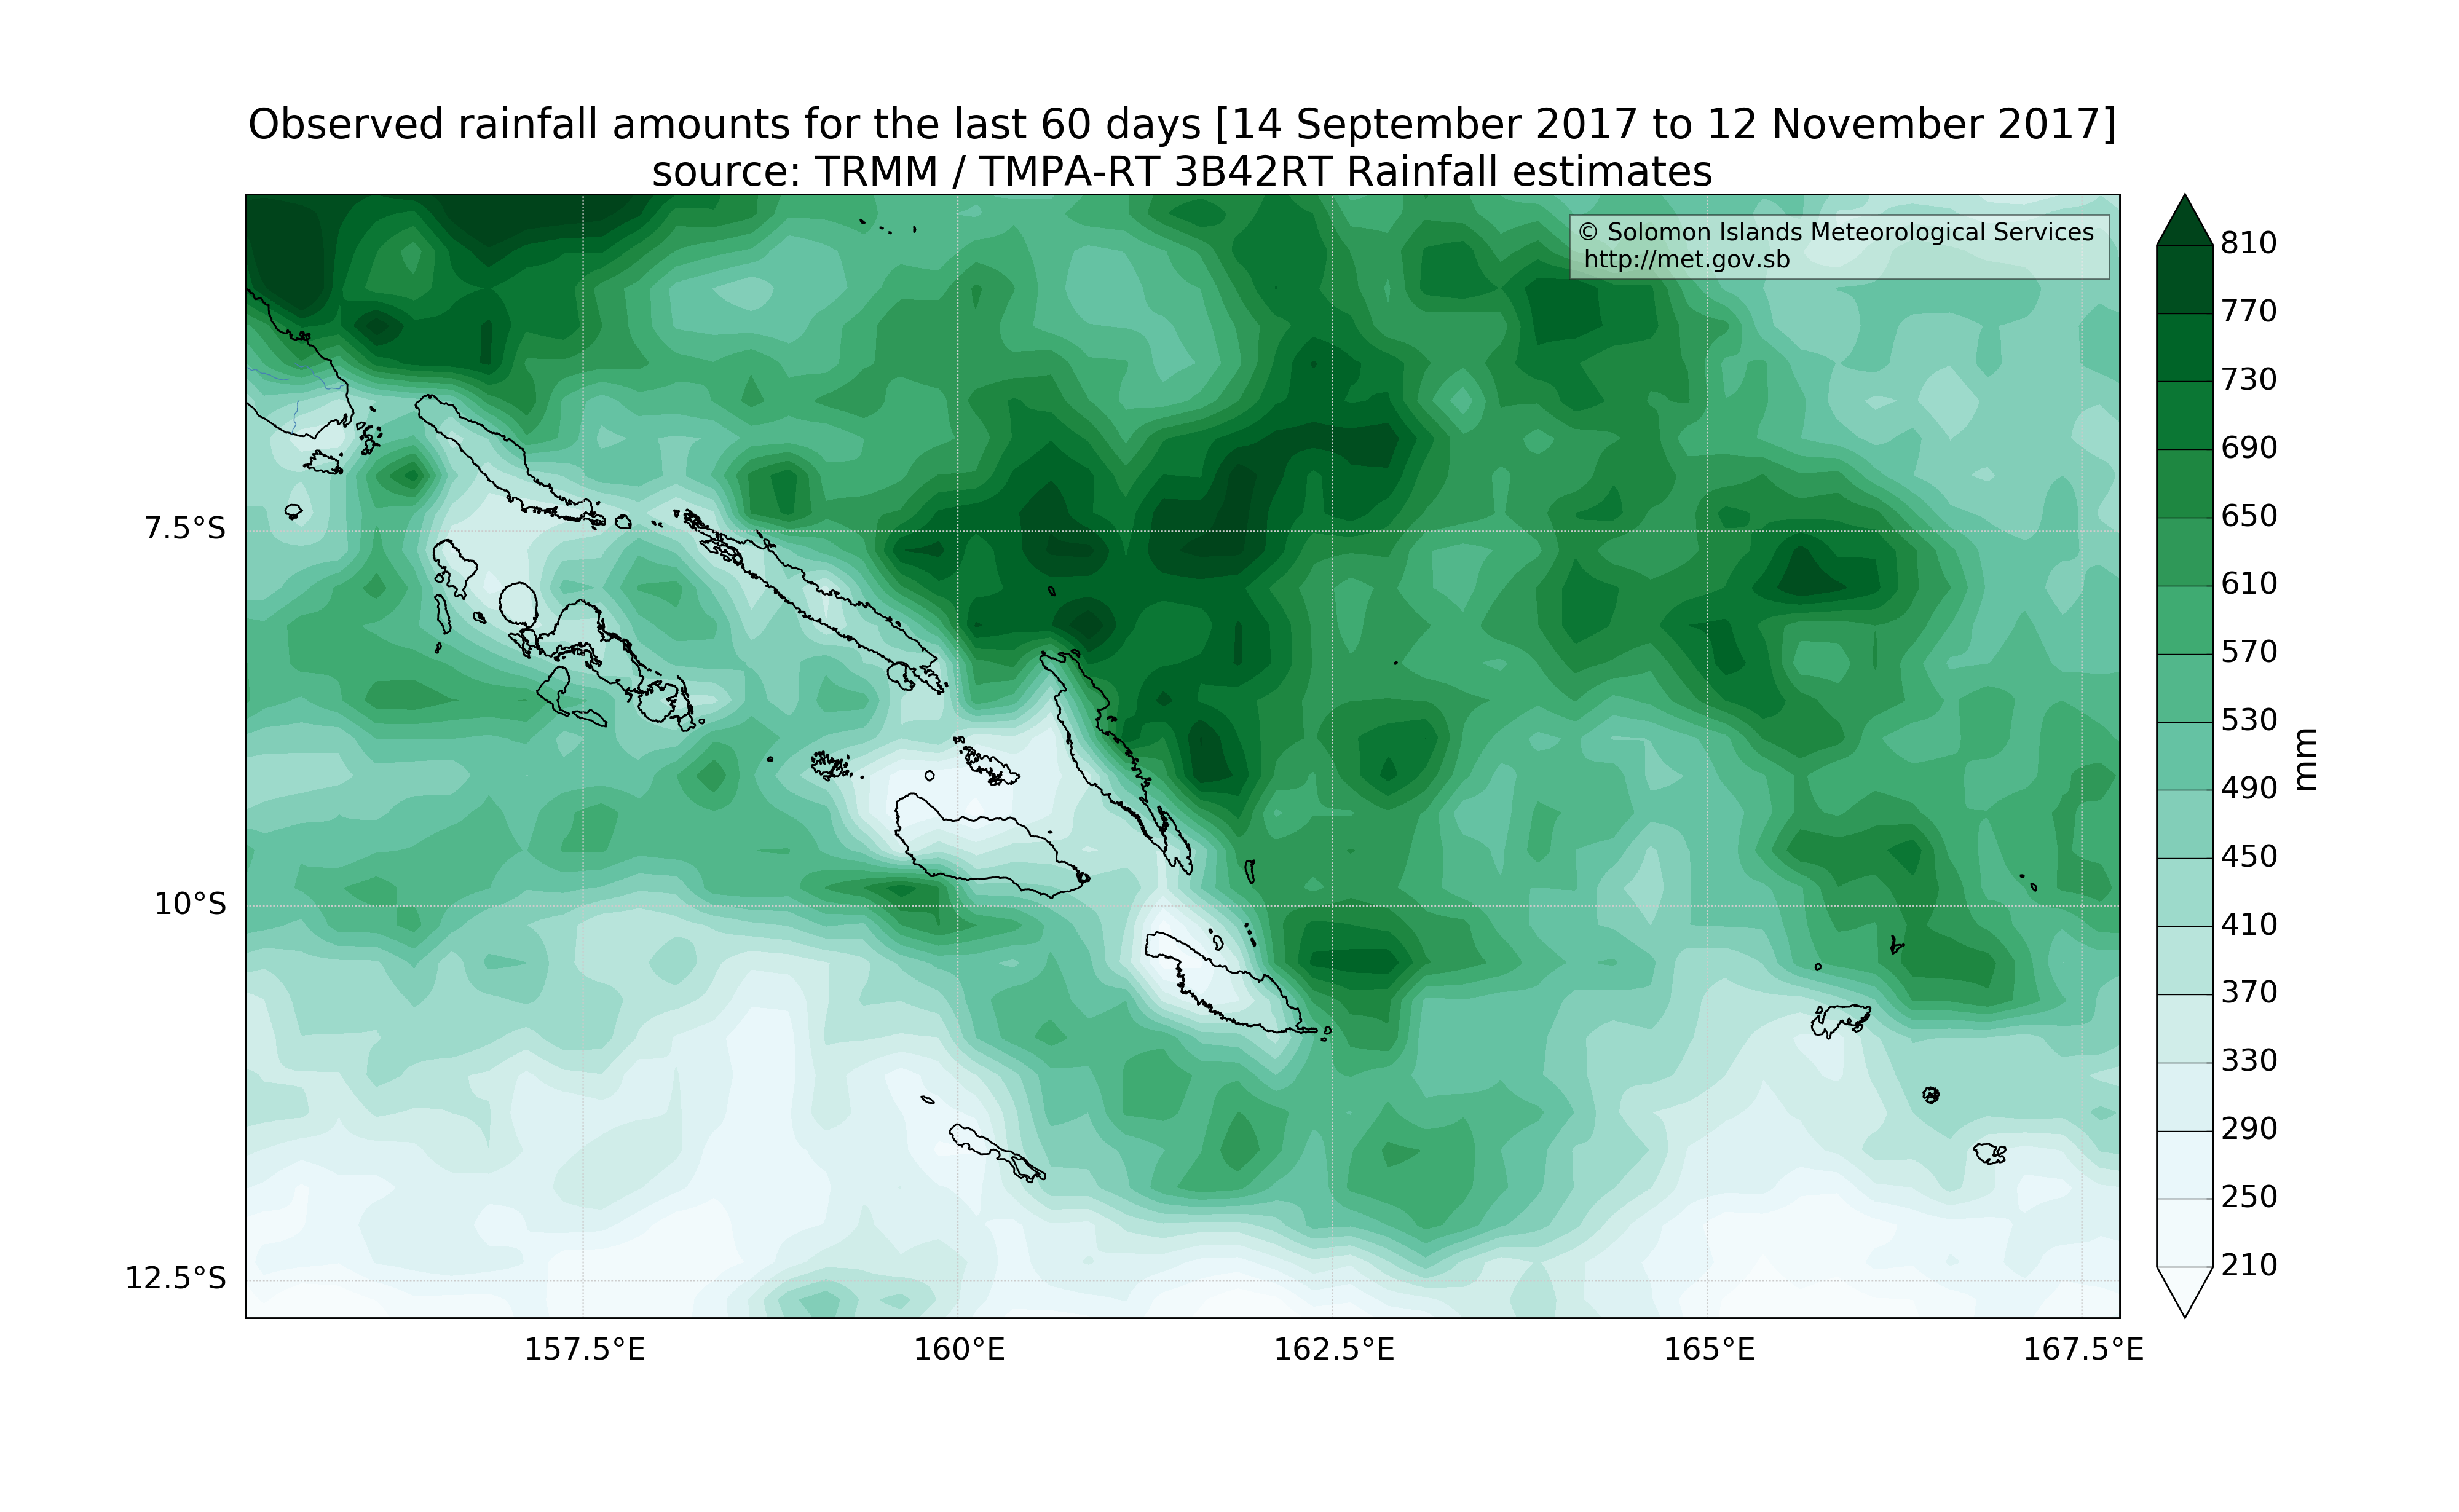 Observed rainfall amounts for the last 60 days [14 September 2017 to 12 November 2017]
source: TRMM / TMPA-RT 3B42RT Rainfall estimates
© Solomon Islands Meteorological Services
http://met.gov.sb
810
770
730
690
650
610
570
530
490
450
410
370
330
290
250
210
mm
7.5°S
10°S
12.5°S
157.5°E
160°E
162.5°E
165°E
167.5°E